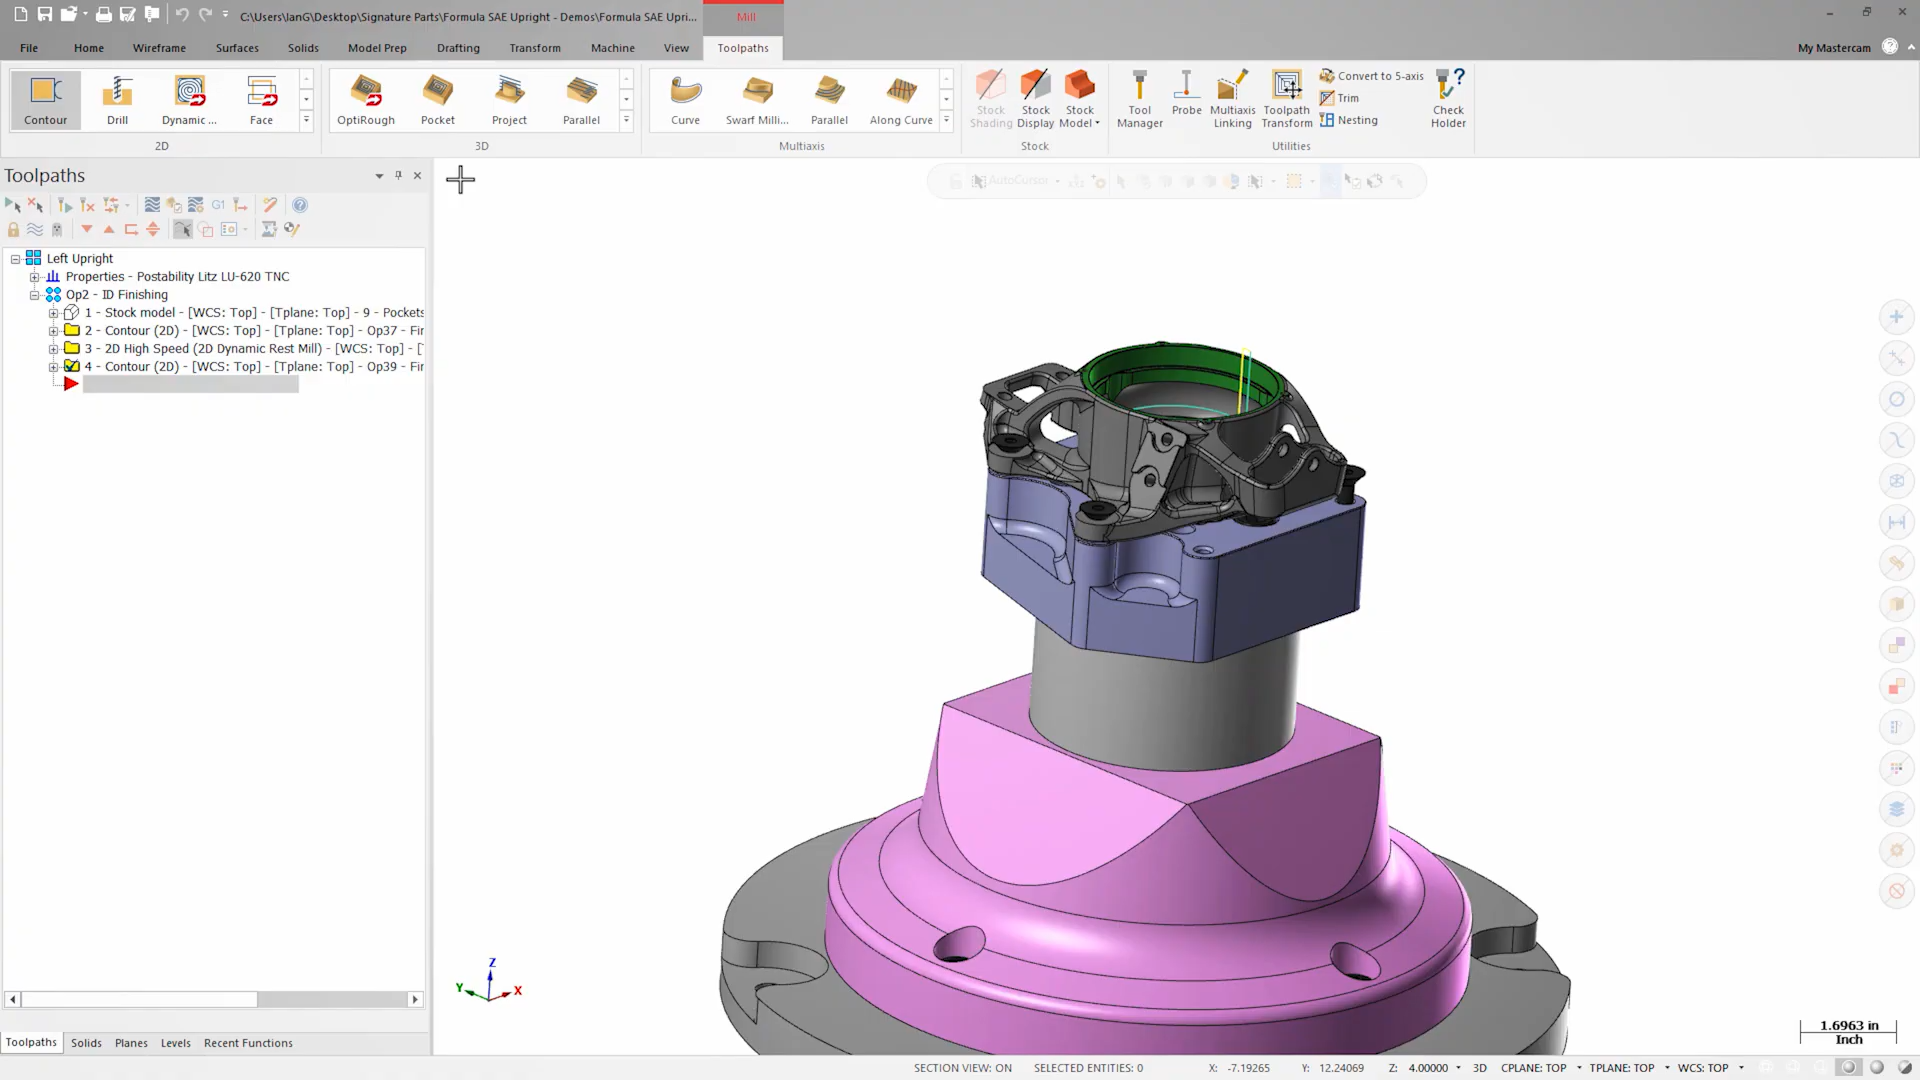 C:\Users\IanG\Desktop\Signature Parts\Formula SAE Upright - Demos\Formula SAE Upri...
Mill
File Home Wireframe Surfaces Solids Model Prep Drafting Transform Machine View Toolpaths
My Mastercam
Contour Drill Dynamic ... Face
2D
OptiRough Pocket Project Parallel
3D
Curve Swarf Milli... Parallel Along Curve
Multiaxis
Stock Shading Stock Display Stock Model
Stock
Tool Manager Probe Multiaxis Linking Toolpath Transform
Convert to 5-axis
Trim
Nesting
Check Holder
Utilities
Toolpaths
AutoCursor
G1
Left Upright
Properties - Postability Litz LU-620 TNC
Op2 - ID Finishing
1 - Stock model - [WCS: Top] - [Tplane: Top] - 9 - Pockets
2 - Contour (2D) - [WCS: Top] - [Tplane: Top] - Op37 - Fir
3 - 2D High Speed (2D Dynamic Rest Mill) - [WCS: Top] - [
4 - Contour (2D) - [WCS: Top] - [Tplane: Top] - Op39 - Fir
Z
Y
X
1.6963 in
Inch
Toolpaths Solids Planes Levels Recent Functions
SECTION VIEW: ON SELECTED ENTITIES: 0 X: -7.19265 Y: 12.24069 Z: 4.00000 3D CPLANE: TOP TPLANE: TOP WCS: TOP